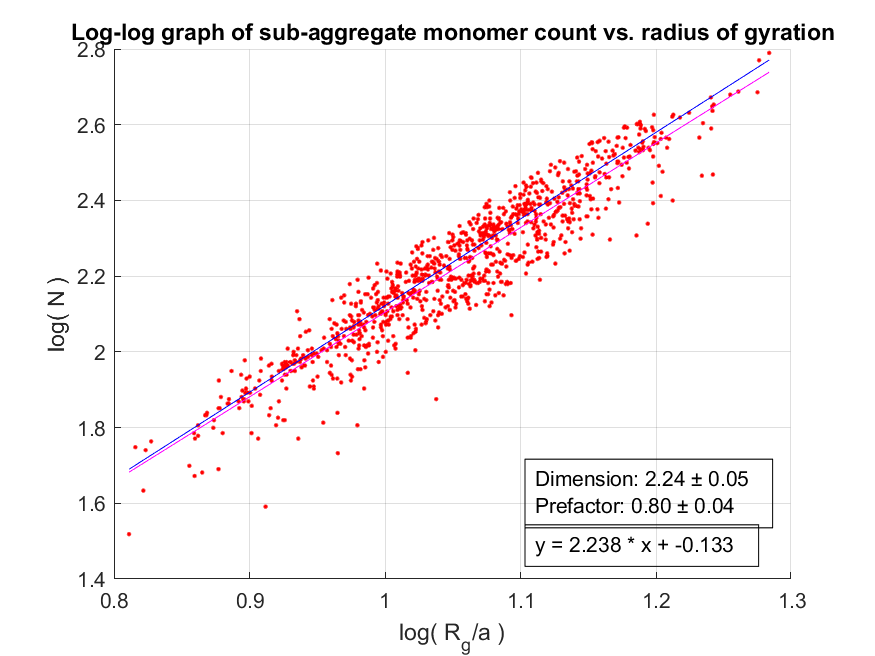 Log-log graph of sub-aggregate monomer count vs. radius of gyration
2.8
2.6
2.4
2.2
2
1.8
1.6
1.4
log( N )
Dimension: 2.24 ± 0.05
Prefactor: 0.80 ± 0.04
y = 2.238 * x + -0.133
0.8 0.9 1 1.1 1.2 1.3
log( Rg/a )